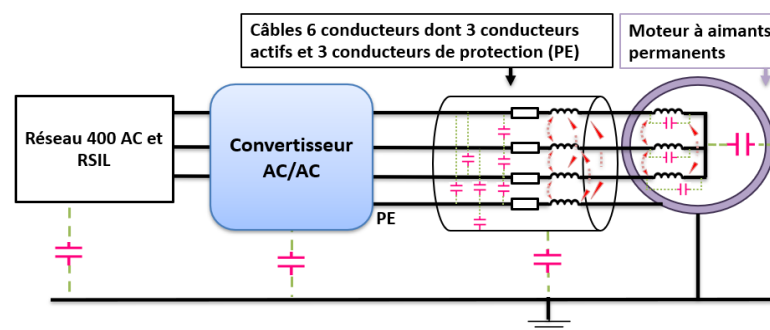 Câbles 6 conducteurs dont 3 conducteurs
actifs et 3 conducteurs de protection (PE)
Moteur à aimants
permanents
Réseau 400 AC et
RSIL
Convertisseur
AC/AC
PE